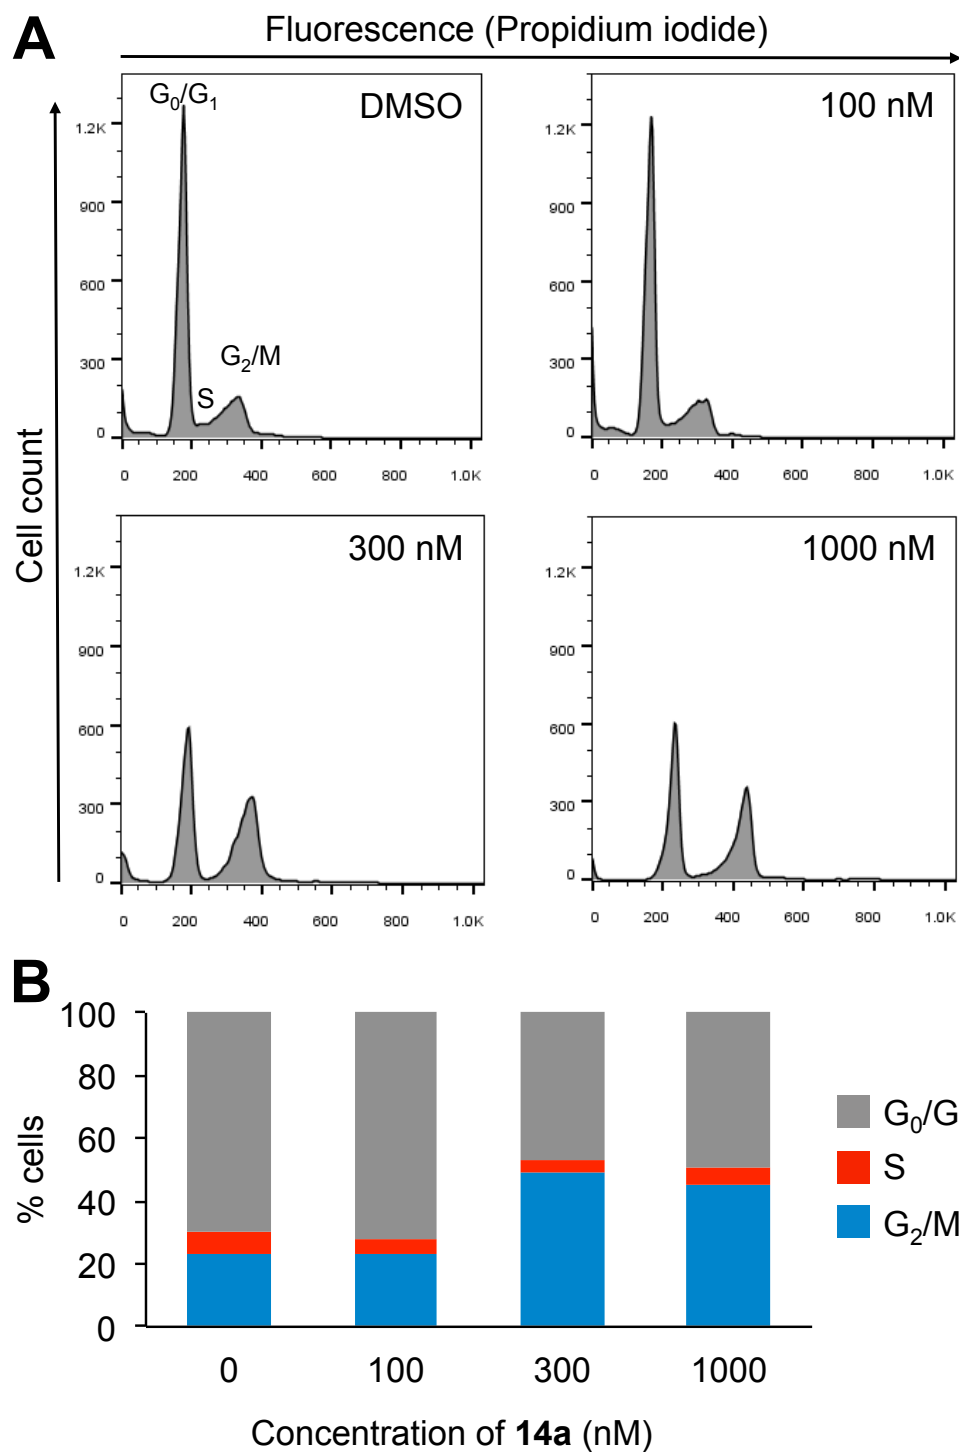 A
Fluorescence (Propidium iodide)
Cell count
DMSO
G₀/G₁
S
G₂/M
1.2K
900
600
300
0
0 200 400 600 800 1.0K
100 nM
1.2K
900
600
300
0
0 200 400 600 800 1.0K
300 nM
1.2K
900
600
300
0
0 200 400 600 800 1.0K
1000 nM
1.2K
900
600
300
0
0 200 400 600 800 1.0K
B
% cells
100
80
60
40
20
0
0 100 300 1000
Concentration of 14a (nM)
G₀/G
S
G₂/M